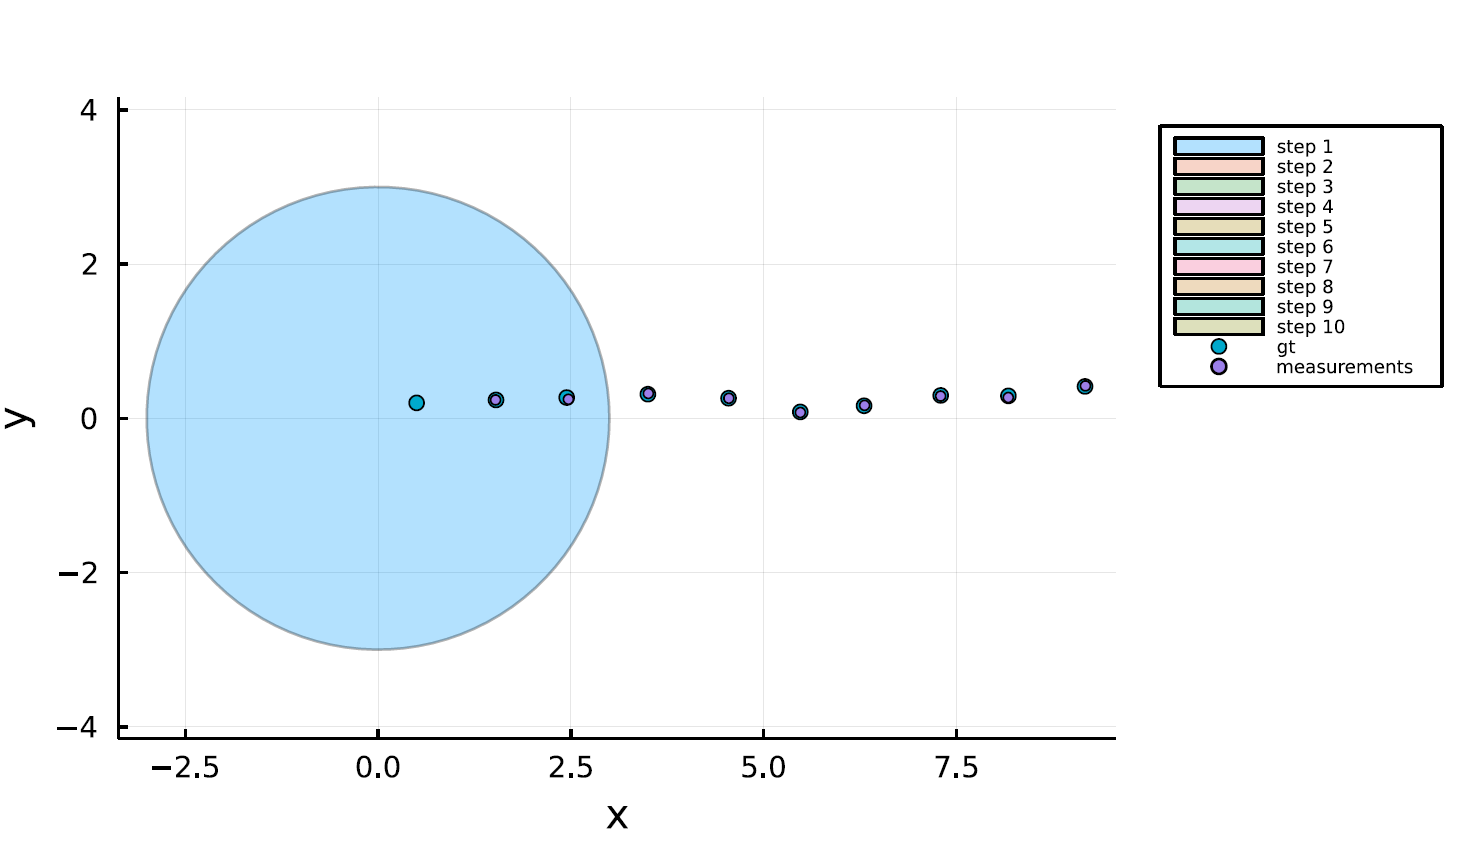 4
2
0
−2
−4
y
−2.5 0.0 2.5 5.0 7.5
x
step 1
step 2
step 3
step 4
step 5
step 6
step 7
step 8
step 9
step 10
gt
measurements